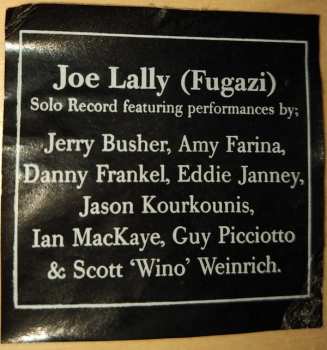 Joe Lally (Fugazi)
Solo Record featuring performances by;
Jerry Busher, Amy Farina,
Danny Frankel, Eddie Janney,
Jason Kourkounis,
Ian MacKaye, Guy Picciotto
& Scott ‘Wino’ Weinrich.